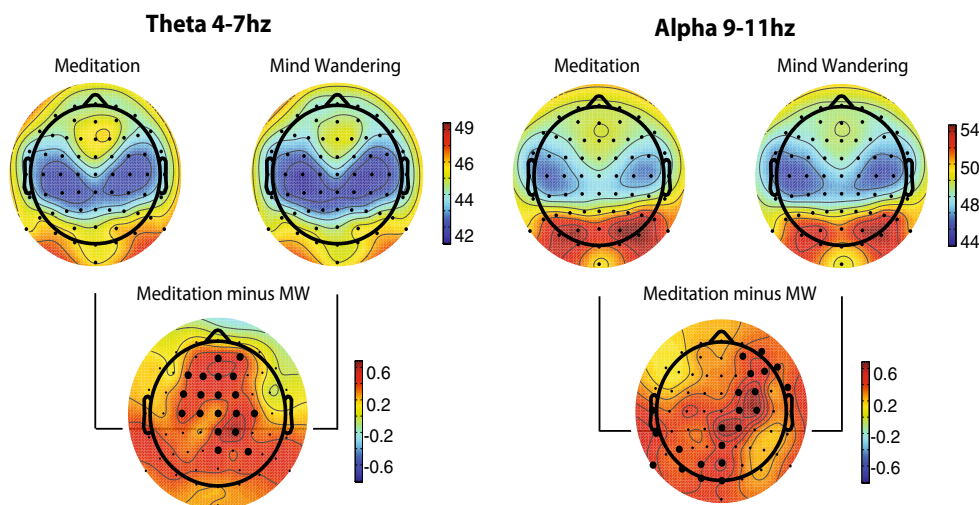 Theta 4-7hz
Alpha 9-11hz
Meditation
Mind Wandering
Meditation
Mind Wandering
49
46
44
42
54
50
48
44
Meditation minus MW
Meditation minus MW
0.6
0.2
-0.2
-0.6
0.6
0.2
-0.2
-0.6